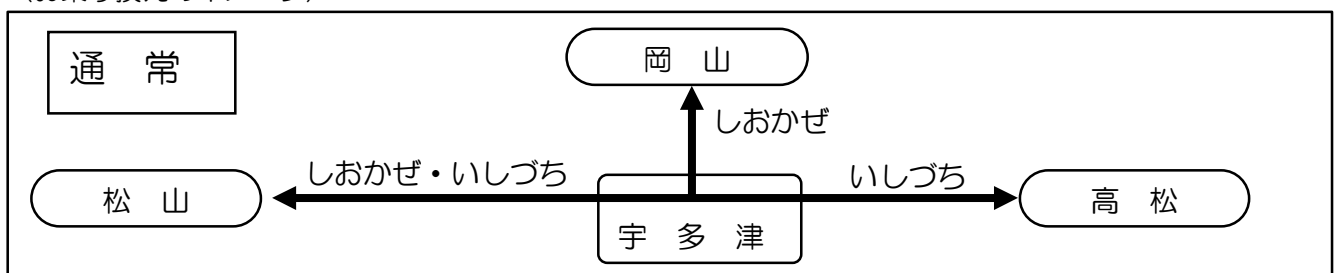 通 常
岡 山
しおかぜ
しおかぜ・いしづち
いしづち
松 山
高 松
宇 多 津